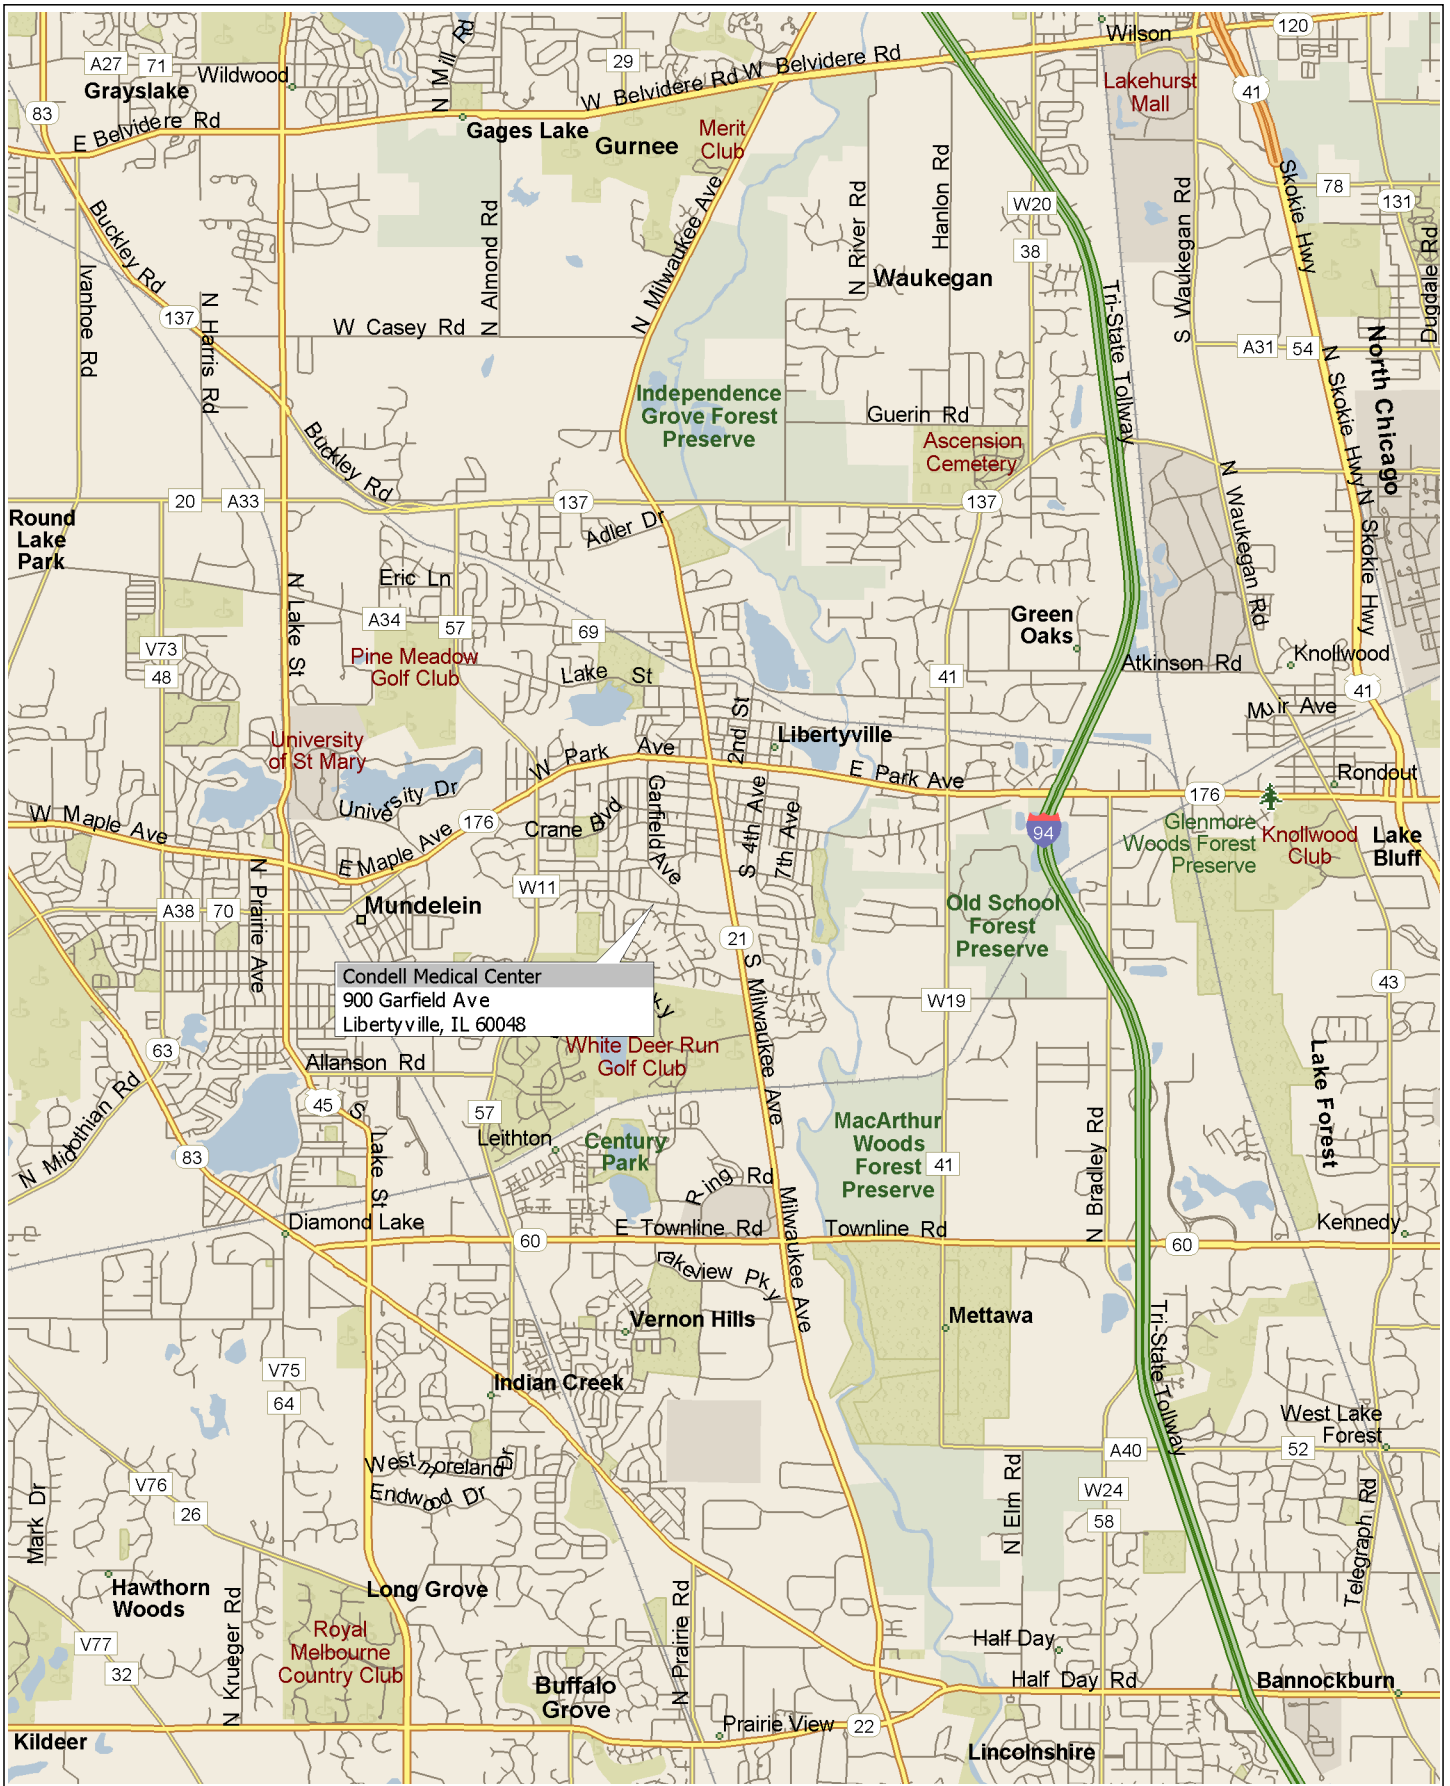 Wilson
120
N Mill Rd
29
A27
71
Wildwood
W Belvidere Rd
W Belvidere Rd
Lakehurst
Mall
41
Grayslake
83
E Belvidere Rd
Gages Lake
Gurnee
Merit
Club
Skokie Hwy
78
131
W20
38
Buckley Rd
Ivanhoe Rd
137
N Harris Rd
N Almond Rd
W Casey Rd
N Milwaukee Ave
N River Rd
Hanlon Rd
Waukegan
S Waukegan Rd
Dugdale Rd
Tri-State Tollway
A31
54
N Skokie Hwy
North Chicago
Independence
Grove Forest
Preserve
Guerin Rd
Ascension
Cemetery
Buckley Rd
20
A33
137
137
Adler Dr
N Waukegan Rd
N Skokie Hwy
Round
Lake
Park
Eric Ln
N Lake St
A34
57
69
Green
Oaks
V73
48
Pine Meadow
Golf Club
Lake St
41
Atkinson Rd
Knollwood
41
Muir Ave
University
of St Mary
2nd St
Libertyville
W Park Ave
E Park Ave
Rondout
University Dr
176
176
W Maple Ave
E Maple Ave
Crane Blvd
Garfield Ave
S 4th Ave
7th Ave
94
Glenmore
Woods Forest
Preserve
Knollwood
Club
Lake
Bluff
N Prairie Ave
W11
A38
70
Mundelein
21
Old School
Forest
Preserve
Condell Medical Center
900 Garfield Ave
Libertyville, IL 60048
ky
S Milwaukee Ave
W19
43
White Deer Run
Golf Club
63
Allanson Rd
N Midlothian Rd
45
S Lake St
57
Leithton
Century
Park
MacArthur
Woods
Forest
Preserve
41
N Bradley Rd
Lake Forest
83
Ring Rd
Diamond Lake
60
E Townline Rd
Townline Rd
60
Kennedy
Lakeview Pky
Milwaukee Ave
Vernon Hills
Mettawa
Tri-State Tollway
V75
64
Indian Creek
West Lake
Forest
A40
52
Westmoreland Dr
Endwood Dr
V76
26
Mark Dr
N Elm Rd
W24
58
Telegraph Rd
Hawthorn
Woods
Long Grove
N Krueger Rd
Royal
Melbourne
Country Club
N Prairie Rd
V77
32
Half Day
Half Day Rd
Bannockburn
Buffalo
Grove
Prairie View
22
Kildeer
Lincolnshire